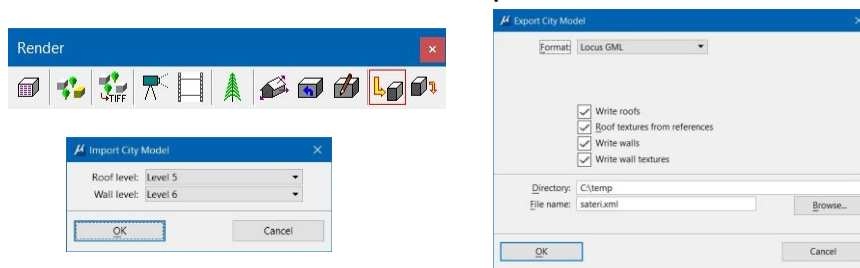 Render
TIFF
Import City Model
Roof level: Level 5
Wall level: Level 6
OK Cancel
Export City Model
Format: Locus GML
Write roofs
Roof textures from references
Write walls
Write wall textures
Directory: C:\temp
File name: sateri.xml Browse...
OK Cancel